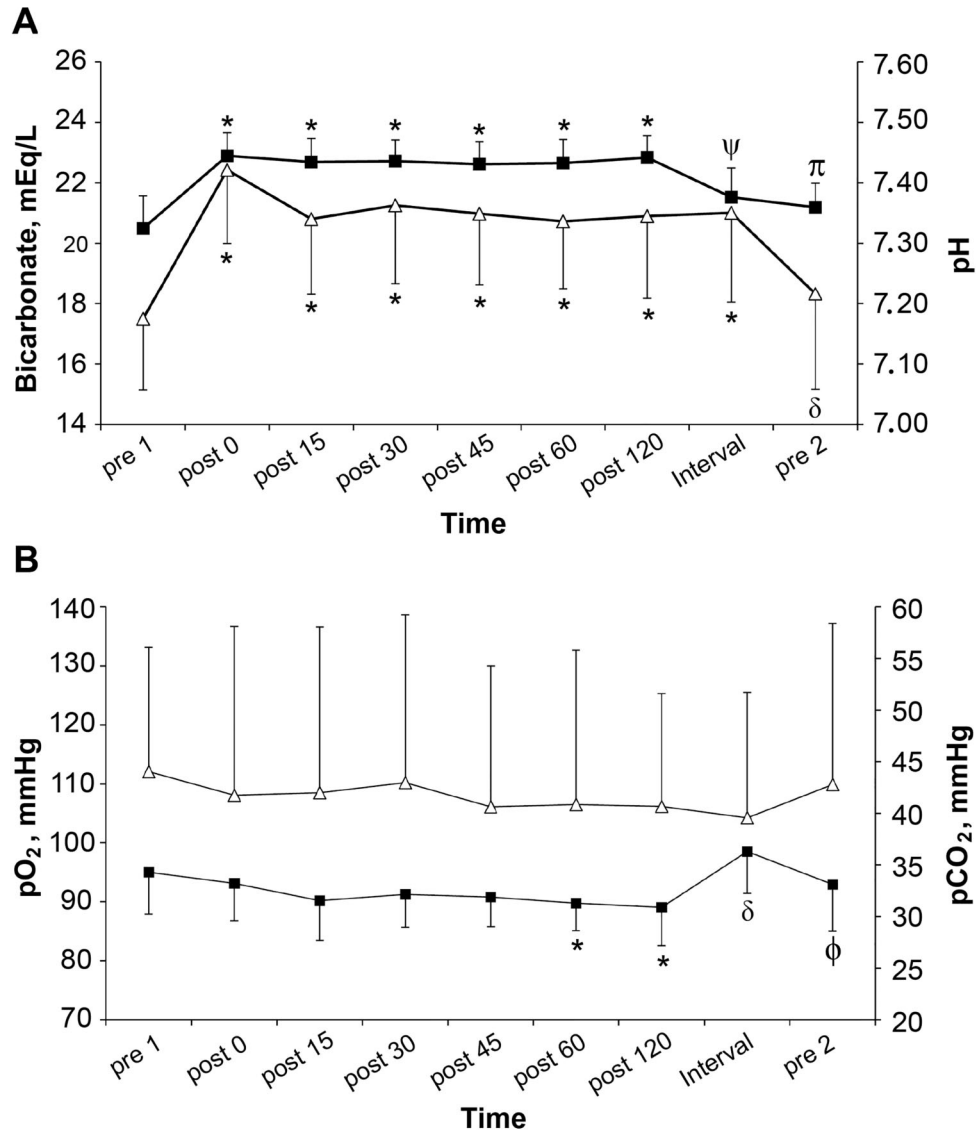 A
Bicarbonate, mEq/L
26
24
22
20
18
16
14
7.60
7.50
7.40
7.30
7.20
7.10
7.00
pH
* * * * * * * ψ π
* * * * * * * * δ
pre 1 post 0 post 15 post 30 post 45 post 60 post 120 Interval pre 2
Time
B
pO₂, mmHg
140
130
120
110
100
90
80
70
60
55
50
45
40
35
30
25
20
pCO₂, mmHg
* * δ ϕ
pre 1 post 0 post 15 post 30 post 45 post 60 post 120 Interval pre 2
Time